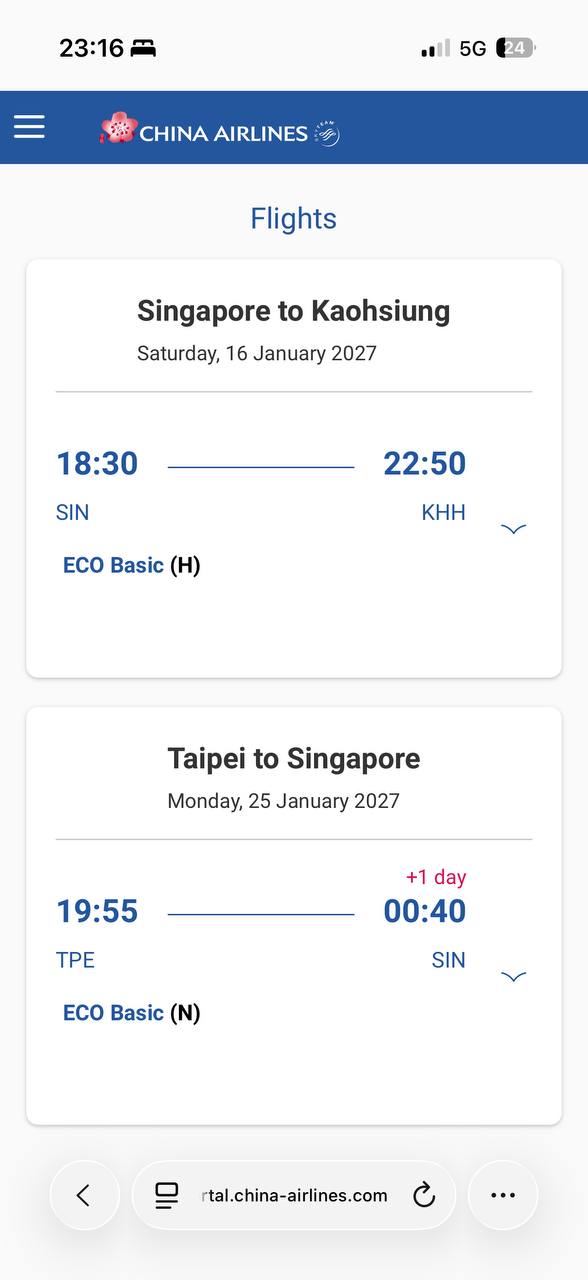 23:16
5G 24
CHINA AIRLINES
SKYTEAM
Flights
Singapore to Kaohsiung
Saturday, 16 January 2027
18:30 22:50
SIN KHH
ECO Basic (H)
Taipei to Singapore
Monday, 25 January 2027
+1 day
19:55 00:40
TPE SIN
ECO Basic (N)
rtal.china-airlines.com